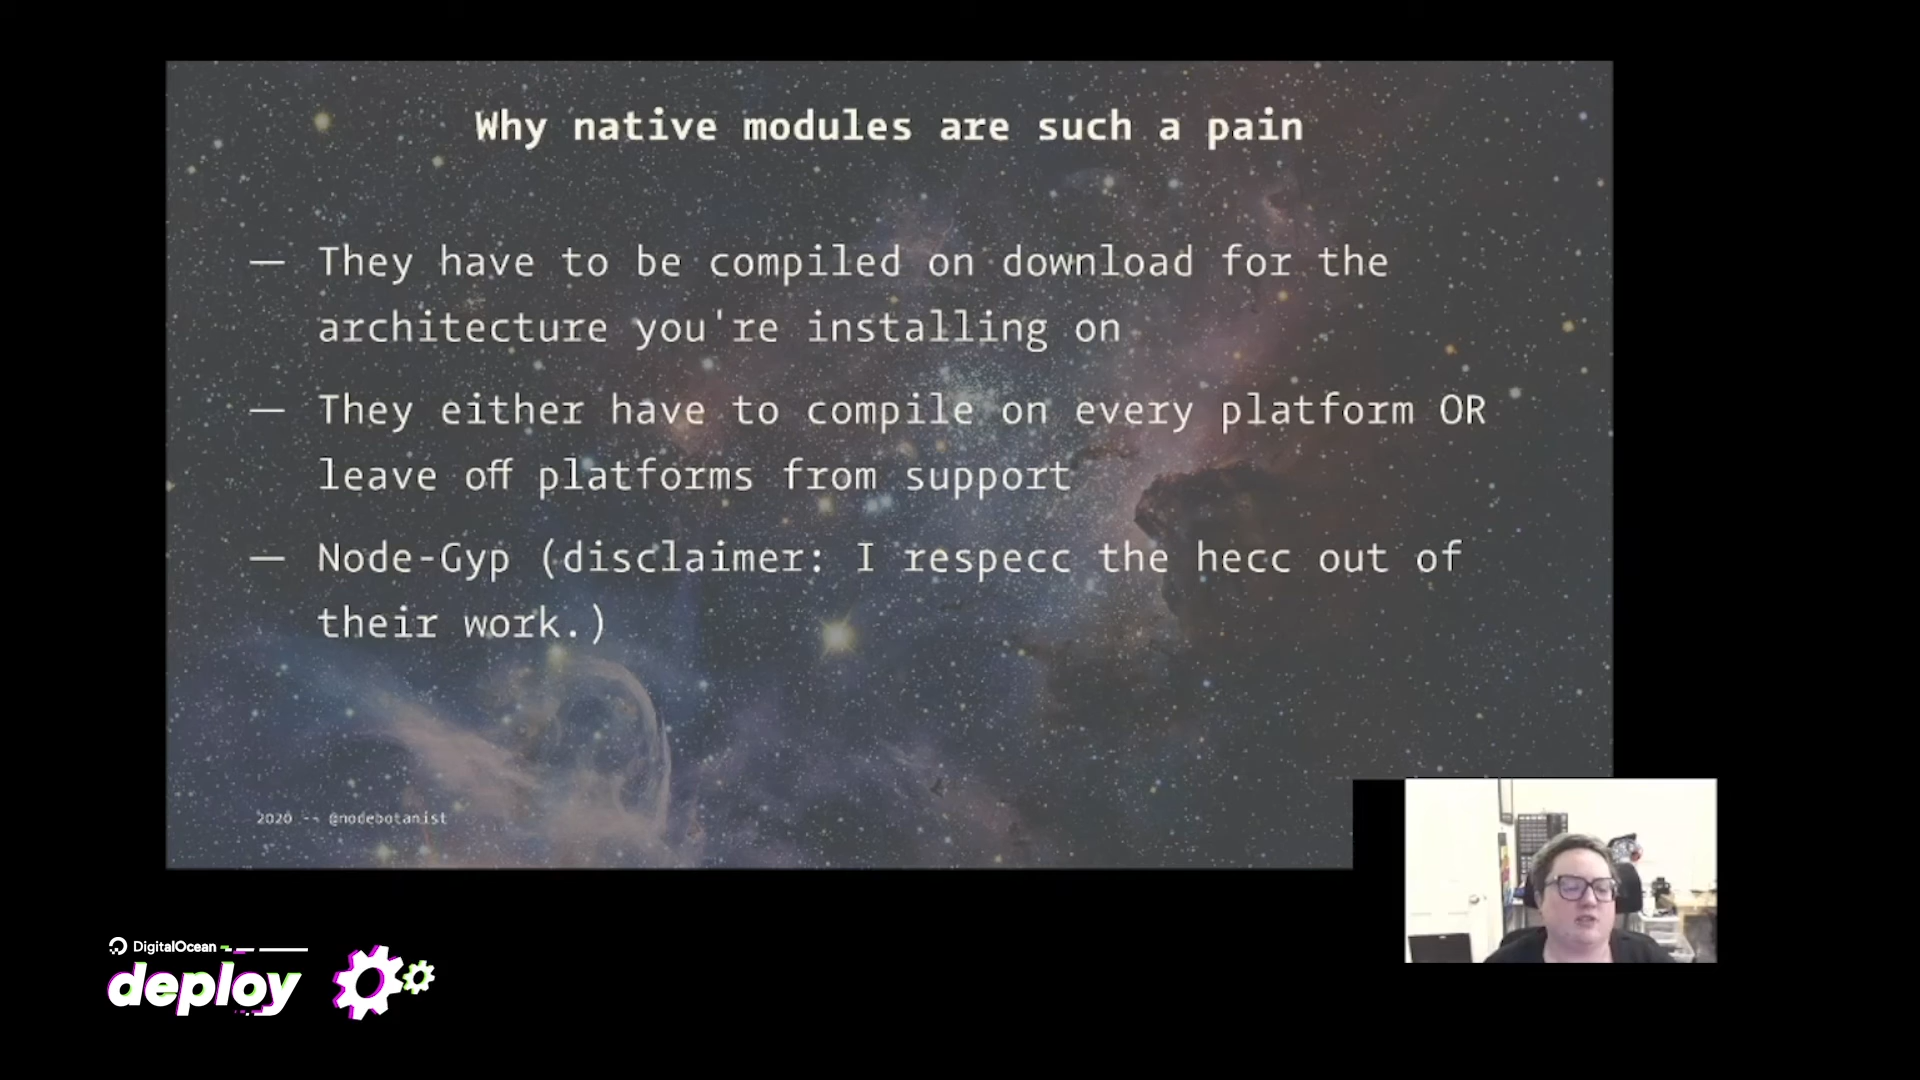 Why native modules are such a pain
— They have to be compiled on download for the
architecture you're installing on
— They either have to compile on every platform OR
leave off platforms from support
— Node-Gyp (disclaimer: I respecc the hecc out of
their work.)
2020 -- @nodebotanist
DigitalOcean
deploy